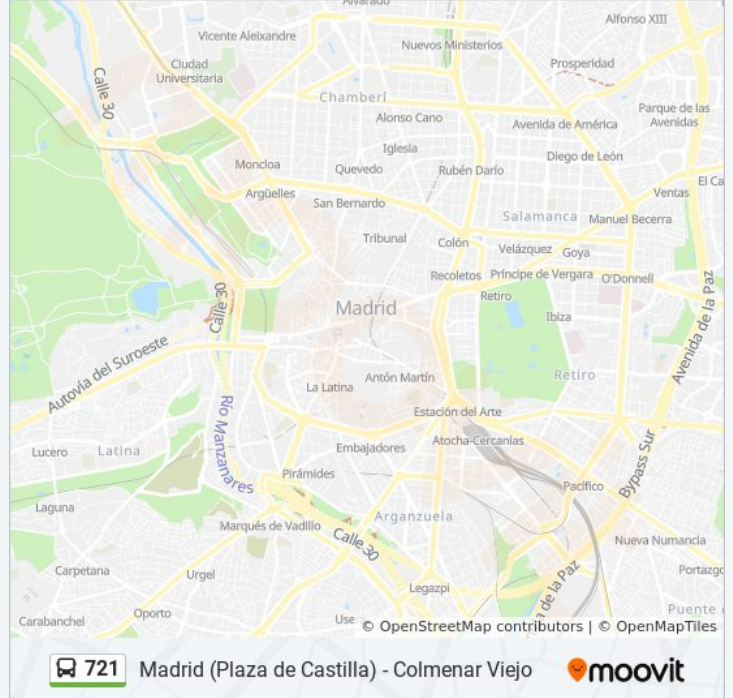 Alvarado
Alfonso XIII
Vicente Aleixandre
Nuevos Ministerios
Ciudad
Universitaria
Prosperidad
Calle 30
Chamberí
Parque de las
Avenidas
Alonso Cano
Avenida de América
Iglesia
Diego de León
Moncloa
Quevedo
Rubén Darío
El Ca
Argüelles
Ventas
San Bernardo
Salamanca
Manuel Becerra
Tribunal
Colón
Velázquez
Goya
Recoletos
Príncipe de Vergara
O'Donnell
Calle 30
Retiro
Madrid
Ibiza
Avenida de la Paz
Autovía del Suroeste
La Latina
Antón Martín
Retiro
Río Manzanares
Estación del Arte
Lucero
Latina
Embajadores
Atocha-Cercanías
Bypass Sur
Pirámides
Pacífico
Laguna
Arganzuela
Marqués de Vadillo
Calle 30
Nueva Numancia
Carpetana
Urgel
Legazpi
a de la Paz
Portazgo
Oporto
Puente
Carabanchel
Use
© OpenStreetMap contributors | © OpenMapTiles
721 Madrid (Plaza de Castilla) - Colmenar Viejo
moovit